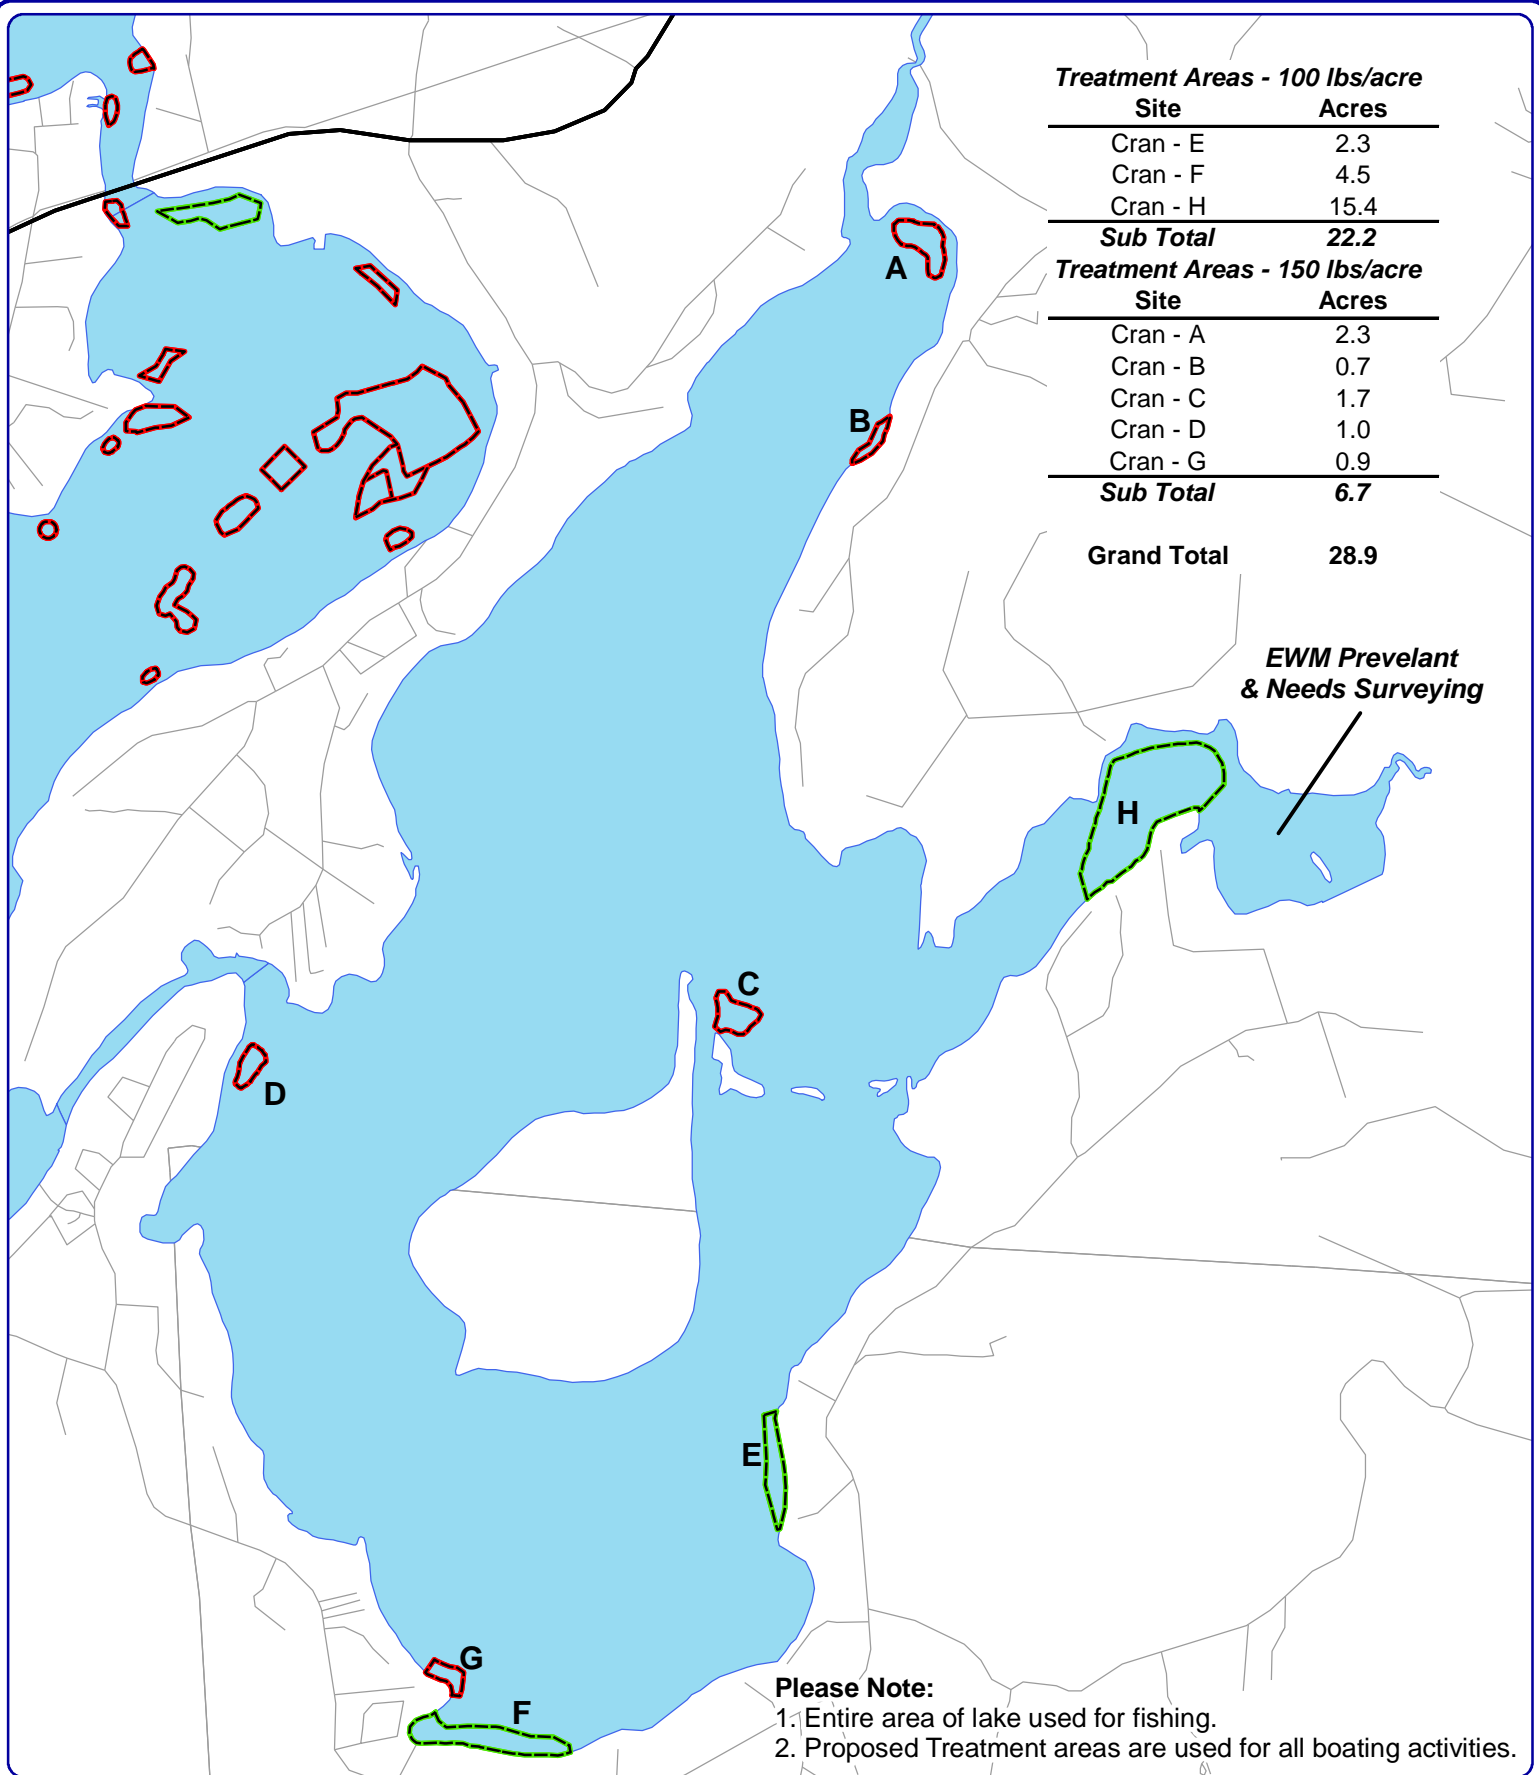 Treatment Areas - 100 lbs/acre
Site Acres
Cran - E 2.3
Cran - F 4.5
Cran - H 15.4
Sub Total 22.2
Treatment Areas - 150 lbs/acre
Site Acres
Cran - A 2.3
Cran - B 0.7
Cran - C 1.7
Cran - D 1.0
Cran - G 0.9
Sub Total 6.7
Grand Total 28.9
A
B
EWM Prevelant
& Needs Surveying
H
C
D
E
G
F
Please Note:
1. Entire area of lake used for fishing.
2. Proposed Treatment areas are used for all boating activities.